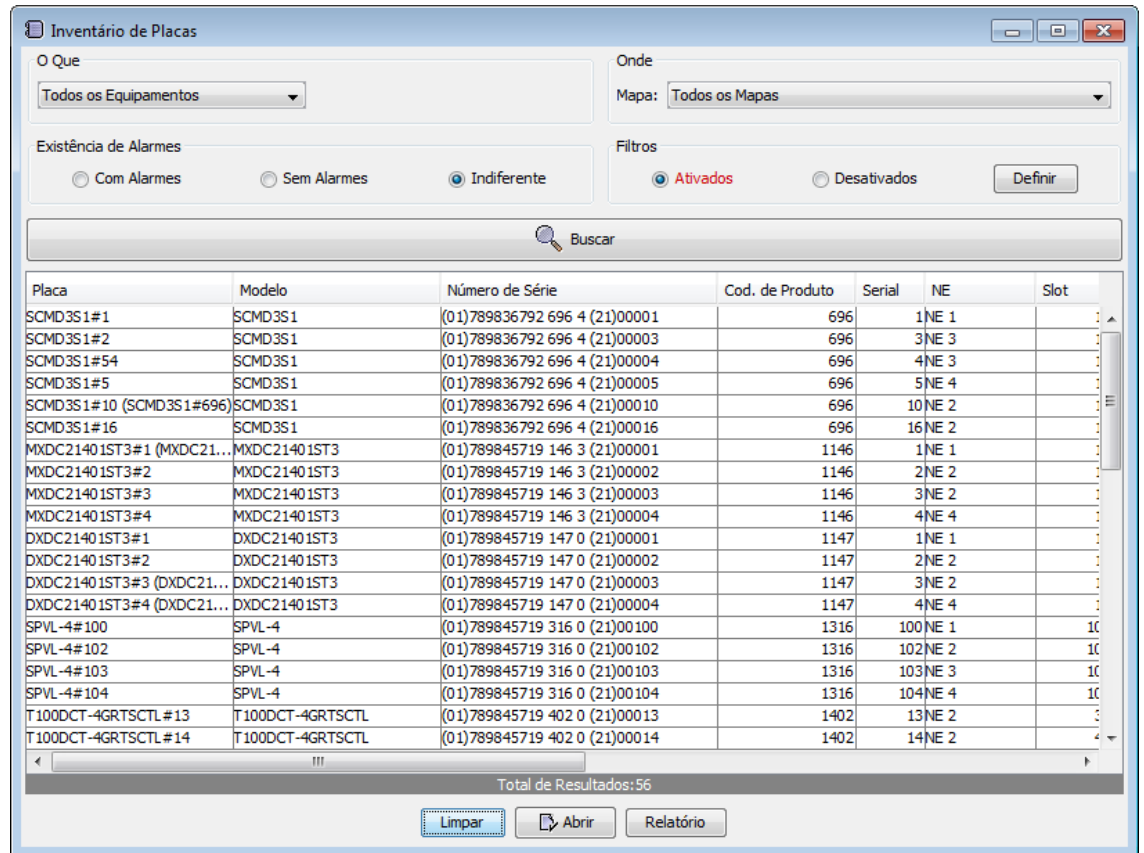 Inventário de Placas
O Que Onde
Todos os Equipamentos Mapa: Todos os Mapas
Existência de Alarmes Filtros
Com Alarmes Sem Alarmes Indiferente Ativados Desativados Definir
Buscar
Placa Modelo Número de Série Cod. de Produto Serial NE Slot
SCMD3S1#1 SCMD3S1 (01)789836792 696 4 (21)00001 696 1 NE 1
SCMD3S1#2 SCMD3S1 (01)789836792 696 4 (21)00003 696 3 NE 3
SCMD3S1#54 SCMD3S1 (01)789836792 696 4 (21)00004 696 4 NE 3
SCMD3S1#5 SCMD3S1 (01)789836792 696 4 (21)00005 696 5 NE 4
SCMD3S1#10 (SCMD3S1#696) SCMD3S1 (01)789836792 696 4 (21)00010 696 10 NE 2
SCMD3S1#16 SCMD3S1 (01)789836792 696 4 (21)00016 696 16 NE 2
MXDC21401ST3#1 (MXDC21... MXDC21401ST3 (01)789845719 146 3 (21)00001 1146 1 NE 1
MXDC21401ST3#2 MXDC21401ST3 (01)789845719 146 3 (21)00002 1146 2 NE 2
MXDC21401ST3#3 MXDC21401ST3 (01)789845719 146 3 (21)00003 1146 3 NE 2
MXDC21401ST3#4 MXDC21401ST3 (01)789845719 146 3 (21)00004 1146 4 NE 4
DXDC21401ST3#1 DXDC21401ST3 (01)789845719 147 0 (21)00001 1147 1 NE 1
DXDC21401ST3#2 DXDC21401ST3 (01)789845719 147 0 (21)00002 1147 2 NE 2
DXDC21401ST3#3 (DXDC21... DXDC21401ST3 (01)789845719 147 0 (21)00003 1147 3 NE 2
DXDC21401ST3#4 (DXDC21... DXDC21401ST3 (01)789845719 147 0 (21)00004 1147 4 NE 4
SPVL-4#100 SPVL-4 (01)789845719 316 0 (21)00100 1316 100 NE 1
SPVL-4#102 SPVL-4 (01)789845719 316 0 (21)00102 1316 102 NE 2
SPVL-4#103 SPVL-4 (01)789845719 316 0 (21)00103 1316 103 NE 3
SPVL-4#104 SPVL-4 (01)789845719 316 0 (21)00104 1316 104 NE 4
T100DCT-4GRTSCTL#13 T100DCT-4GRTSCTL (01)789845719 402 0 (21)00013 1402 13 NE 2
T100DCT-4GRTSCTL#14 T100DCT-4GRTSCTL (01)789845719 402 0 (21)00014 1402 14 NE 2
Total de Resultados:56
Limpar Abrir Relatório